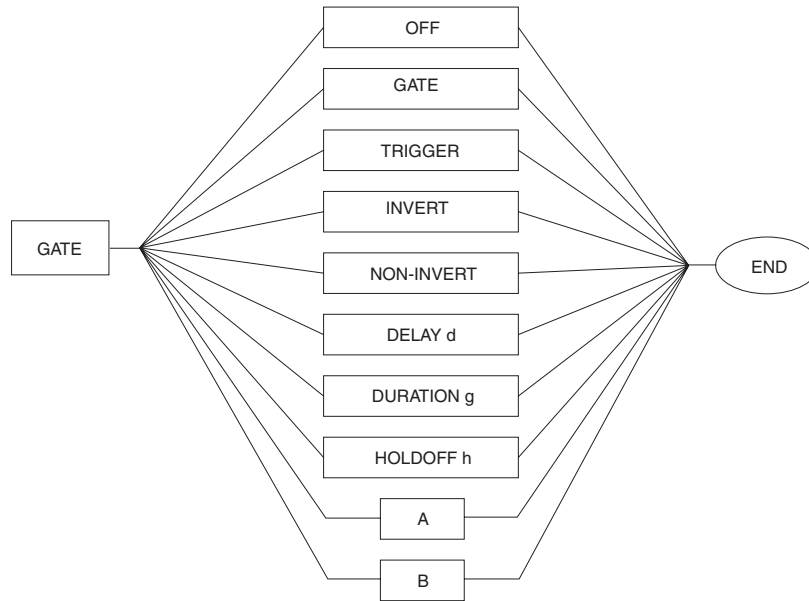 OFF
GATE
TRIGGER
INVERT
GATE
NON-INVERT
END
DELAY d
DURATION g
HOLDOFF h
A
B